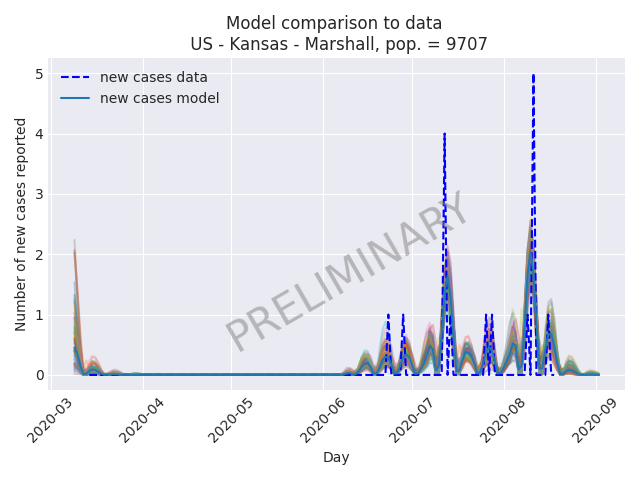 Model comparison to data
US - Kansas - Marshall, pop. = 9707
new cases data
new cases model
PRELIMINARY
Number of new cases reported
5
4
3
2
1
0
2020-03
2020-04
2020-05
2020-06
2020-07
2020-08
2020-09
Day